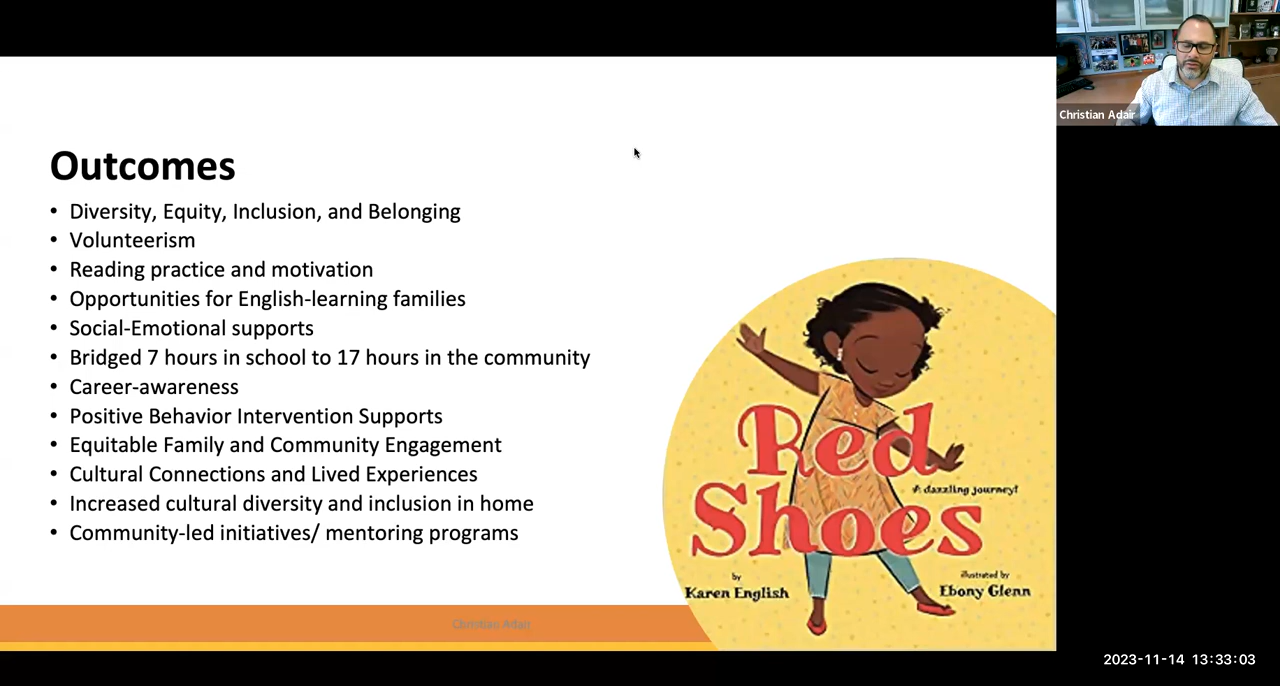 Outcomes
• Diversity, Equity, Inclusion, and Belonging
• Volunteerism
• Reading practice and motivation
• Opportunities for English-learning families
• Social-Emotional supports
• Bridged 7 hours in school to 17 hours in the community
• Career-awareness
• Positive Behavior Intervention Supports
• Equitable Family and Community Engagement
• Cultural Connections and Lived Experiences
• Increased cultural diversity and inclusion in home
• Community-led initiatives/ mentoring programs
Christian Adair
Red
A dazzling journey!
Shoes
by
Karen English
illustrated by
Ebony Glenn
Christian Adair
2023-11-14 13:33:03